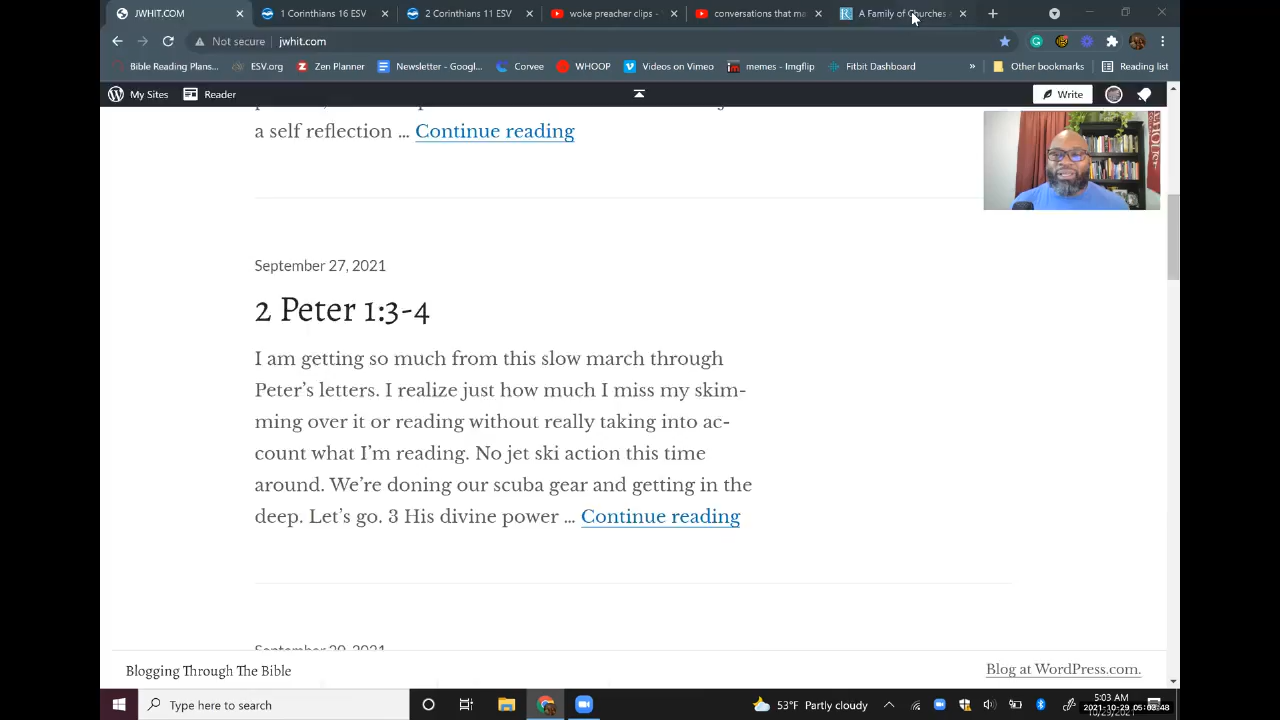 JWHIT.COM
1 Corinthians 16 ESV
2 Corinthians 11 ESV
woke preacher clips -
conversations that ma
A Family of Churches
Not secure
jwhit.com
Bible Reading Plans...
ESV.org
Zen Planner
Newsletter - Googl...
Corvee
WHOOP
Videos on Vimeo
memes - Imgflip
Fitbit Dashboard
»
Other bookmarks
Reading list
My Sites
Reader
Write
a self reflection … Continue reading
September 27, 2021
2 Peter 1:3-4
I am getting so much from this slow march through
Peter’s letters. I realize just how much I miss my skim-
ming over it or reading without really taking into ac-
count what I’m reading. No jet ski action this time
around. We’re doning our scuba gear and getting in the
deep. Let’s go. 3 His divine power … Continue reading
Blogging Through The Bible
Blog at WordPress.com.
Type here to search
53°F Partly cloudy
5:03 AM
2021-10-29 05:03:48